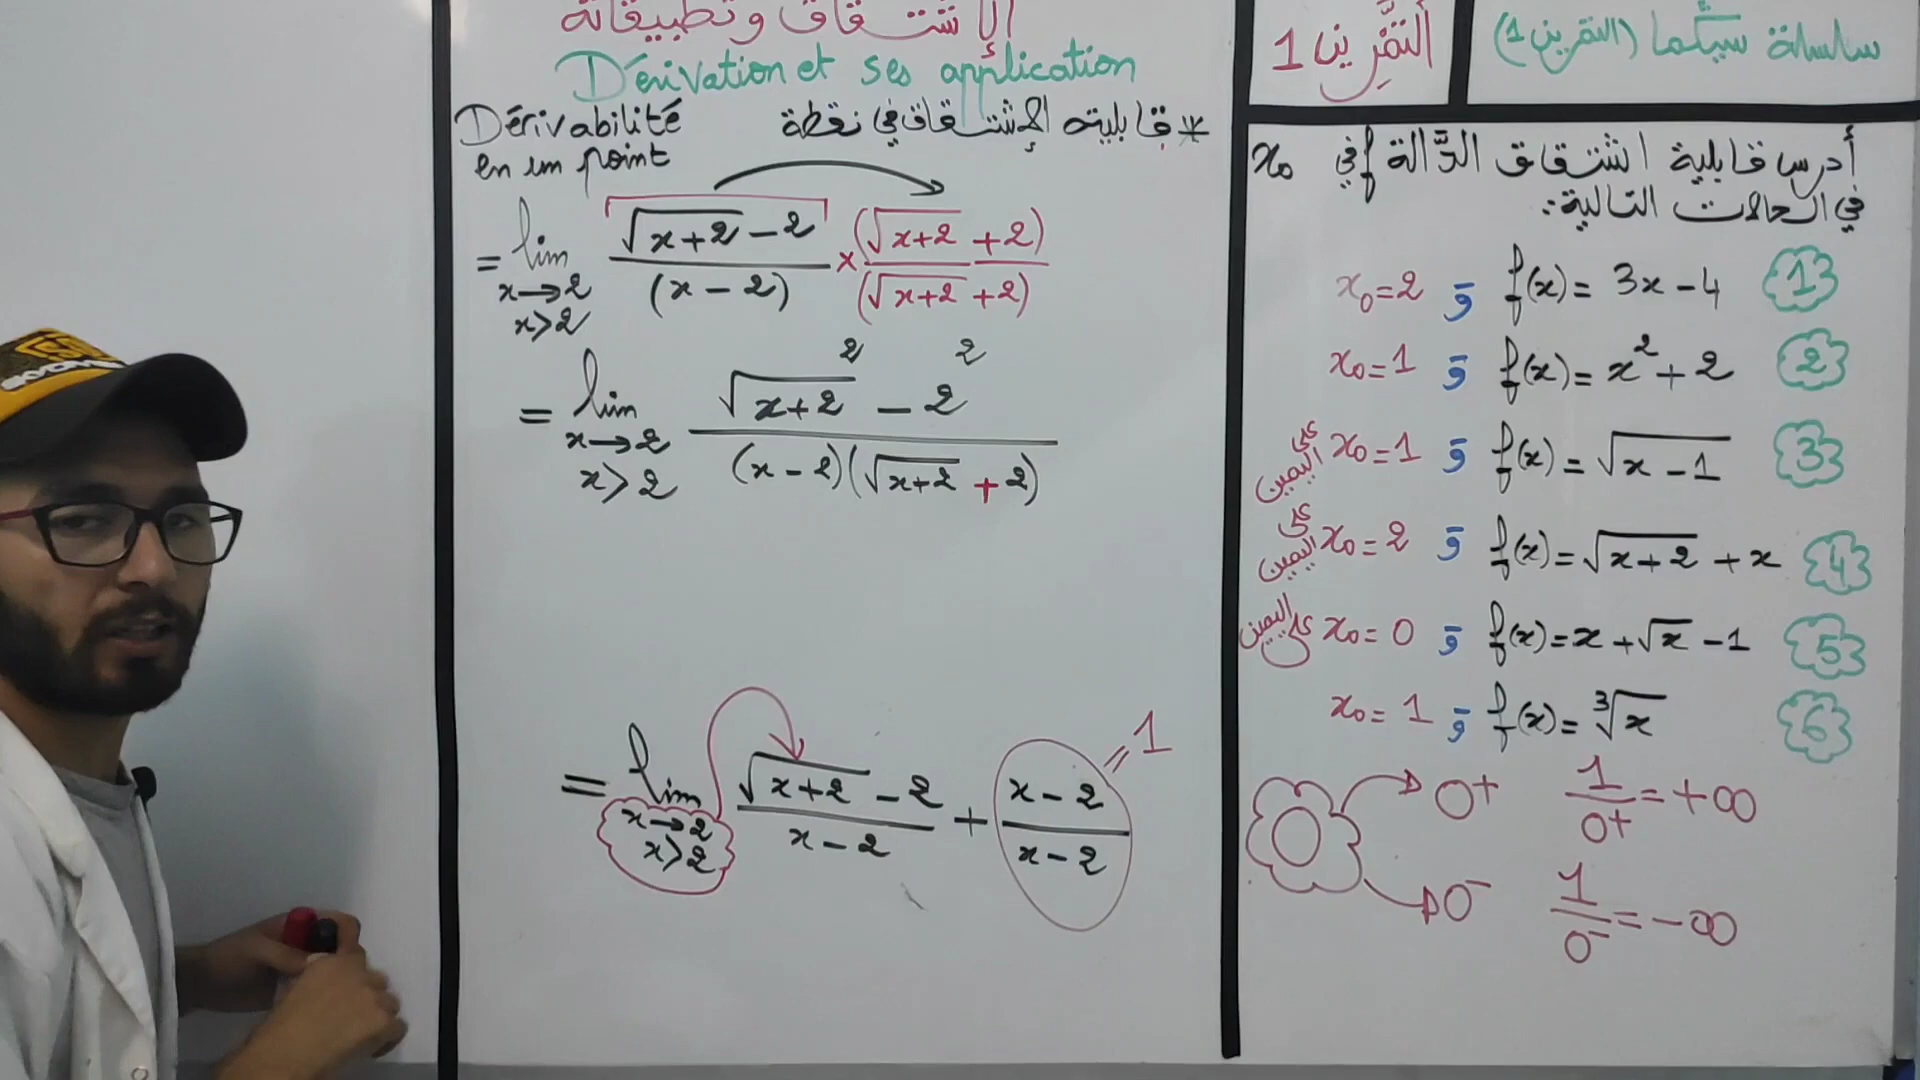 الاشتقاق وتطبيقاته
Dérivation et ses application
Dérivabilité
en un point
* قابلية الإشتقاق في نقطة
= lim x→2 x>2 (√(x+2) - 2)/(x - 2) × (√(x+2) + 2)/(√(x+2) + 2)
= lim x→2 x>2 (√(x+2)² - 2²)/((x - 2)(√(x+2) + 2))
= lim x→2 x>2 (√(x+2) - 2)/(x - 2) + (x - 2)/(x - 2) = 1
سلسلة سيڭما (التمرين 1)
التمرين 1
أدرس قابلية اشتقاق الدالة f في x₀
في الحالات التالية:
1 f(x) = 3x - 4 و x₀ = 2
2 f(x) = x² + 2 و x₀ = 1
3 f(x) = √(x - 1) و x₀ = 1 على اليمين
4 f(x) = √(x+2) + x و x₀ = 2 على اليمين
5 f(x) = x + √x - 1 و x₀ = 0 على اليمين
6 f(x) = ³√x و x₀ = 1
0 → 0⁺ 1/0⁺ = +∞
→ 0⁻ 1/0⁻ = -∞